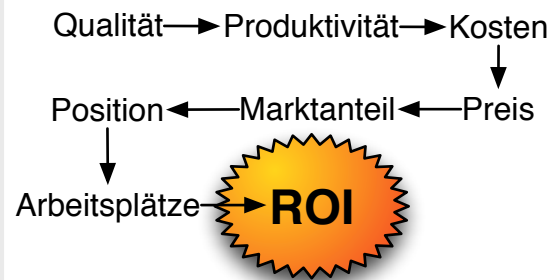 Qualität Produktivität Kosten
Position Marktanteil Preis
Arbeitsplätze ROI